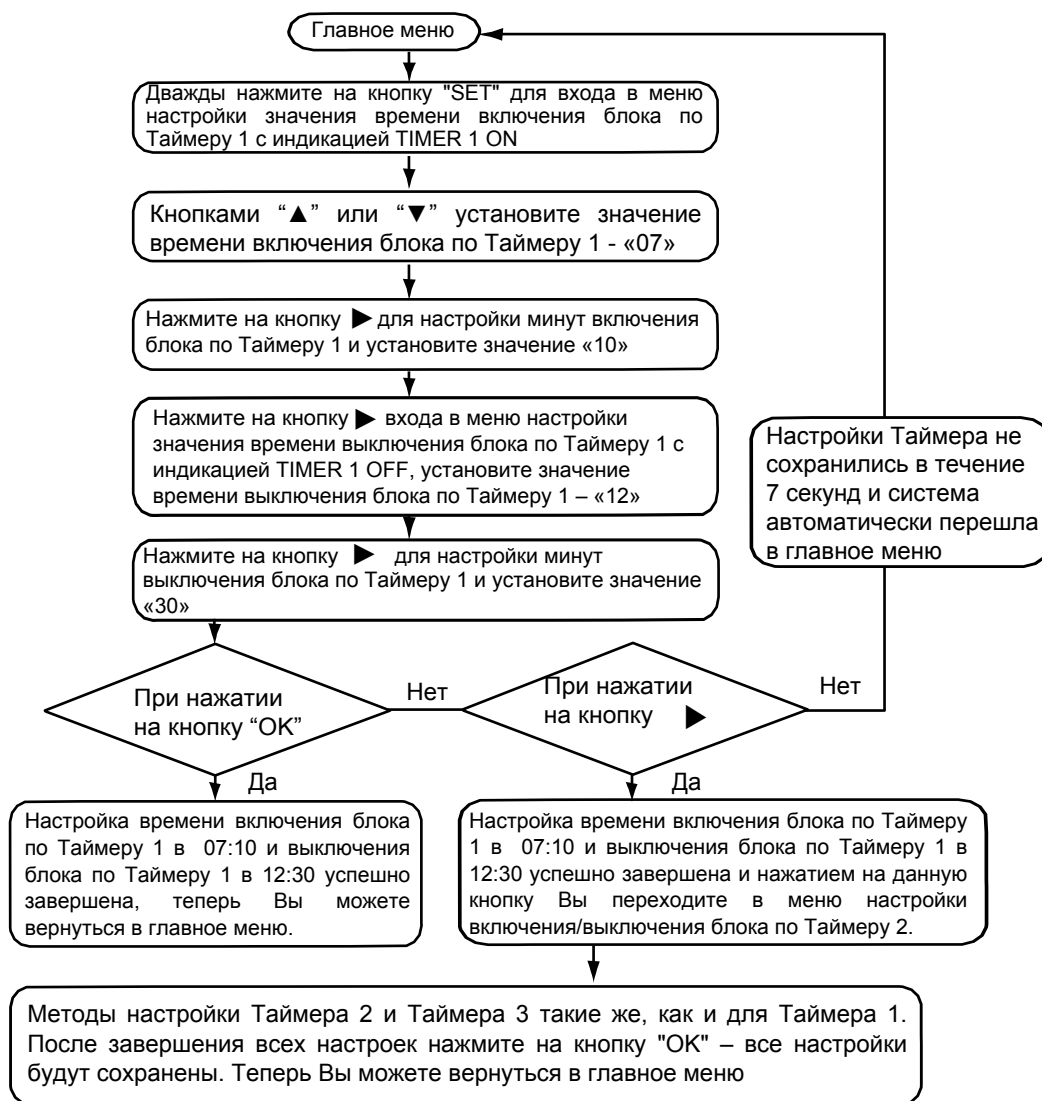 Главное меню
Дважды нажмите на кнопку "SET" для входа в меню
настройки значения времени включения блока по
Таймеру 1 с индикацией TIMER 1 ON
Кнопками “▲” или “▼” установите значение
времени включения блока по Таймеру 1 - «07»
Нажмите на кнопку ▶ для настройки минут включения
блока по Таймеру 1 и установите значение «10»
Нажмите на кнопку ▶ входа в меню настройки
значения времени выключения блока по Таймеру 1 с
индикацией TIMER 1 OFF, установите значение
времени выключения блока по Таймеру 1 – «12»
Нажмите на кнопку ▶ для настройки минут
выключения блока по Таймеру 1 и установите значение
«30»
Настройки Таймера не
сохранились в течение
7 секунд и система
автоматически перешла
в главное меню
При нажатии
на кнопку “OK”
Нет
При нажатии
на кнопку ▶
Нет
Да
Да
Настройка времени включения блока
по Таймеру 1 в 07:10 и выключения
блока по Таймеру 1 в 12:30 успешно
завершена, теперь Вы можете
вернуться в главное меню.
Настройка времени включения блока по Таймеру
1 в 07:10 и выключения блока по Таймеру 1 в
12:30 успешно завершена и нажатием на данную
кнопку Вы переходите в меню настройки
включения/выключения блока по Таймеру 2.
Методы настройки Таймера 2 и Таймера 3 такие же, как и для Таймера 1.
После завершения всех настроек нажмите на кнопку "OK" – все настройки
будут сохранены. Теперь Вы можете вернуться в главное меню